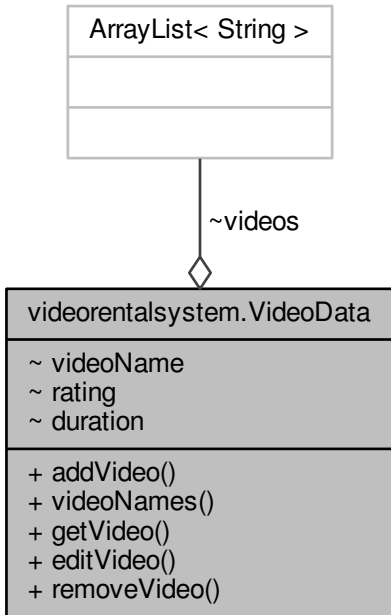 ArrayList< String >
~videos
videorentalsystem.VideoData
~ videoName
~ rating
~ duration
+ addVideo()
+ videoNames()
+ getVideo()
+ editVideo()
+ removeVideo()